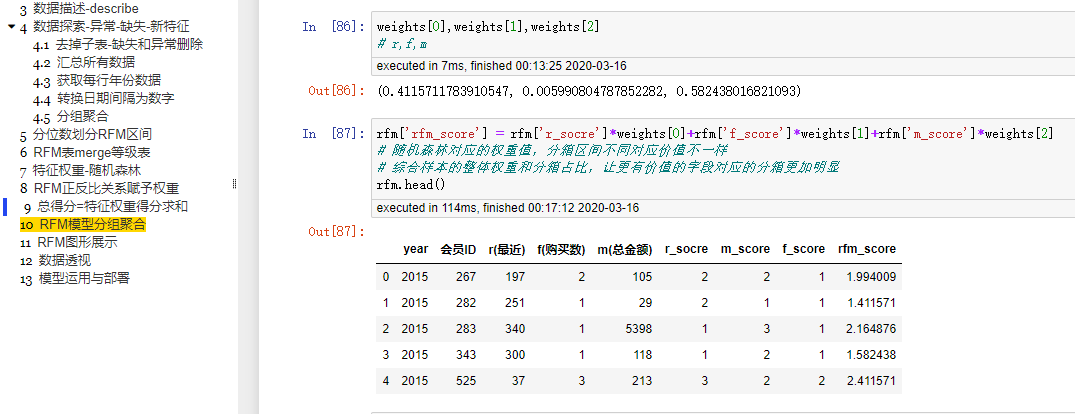 3 数据描述-describe
4 数据探索-异常-缺失-新特征
4.1 去掉子表-缺失和异常删除
4.2 汇总所有数据
4.3 获取每行年份数据
4.4 转换日期间隔为数字
4.5 分组聚合
5 分位数划分RFM区间
6 RFM表merge等级表
7 特征权重-随机森林
8 RFM正反比关系赋予权重
9 总得分=特征权重得分求和
10 RFM模型分组聚合
11 RFM图形展示
12 数据透视
13 模型运用与部署
In [86]: weights[0],weights[1],weights[2]
# r,f,m
executed in 7ms, finished 00:13:25 2020-03-16
Out[86]: (0.4115711783910547, 0.005990804787852282, 0.582438016821093)
In [87]: rfm['rfm_score'] = rfm['r_socre']*weights[0]+rfm['f_score']*weights[1]+rfm['m_score']*weights[2]
# 随机森林对应的权重值，分箱区间不同对应价值不一样
# 综合样本的整体权重和分箱占比，让更有价值的字段对应的分箱更加明显
rfm.head()
executed in 114ms, finished 00:17:12 2020-03-16
Out[87]:
year 会员ID r(最近) f(购买数) m(总金额) r_socre m_score f_score rfm_score
0 2015 267 197 2 105 2 2 1 1.994009
1 2015 282 251 1 29 2 1 1 1.411571
2 2015 283 340 1 5398 1 3 1 2.164876
3 2015 343 300 1 118 1 2 1 1.582438
4 2015 525 37 3 213 3 2 2 2.411571